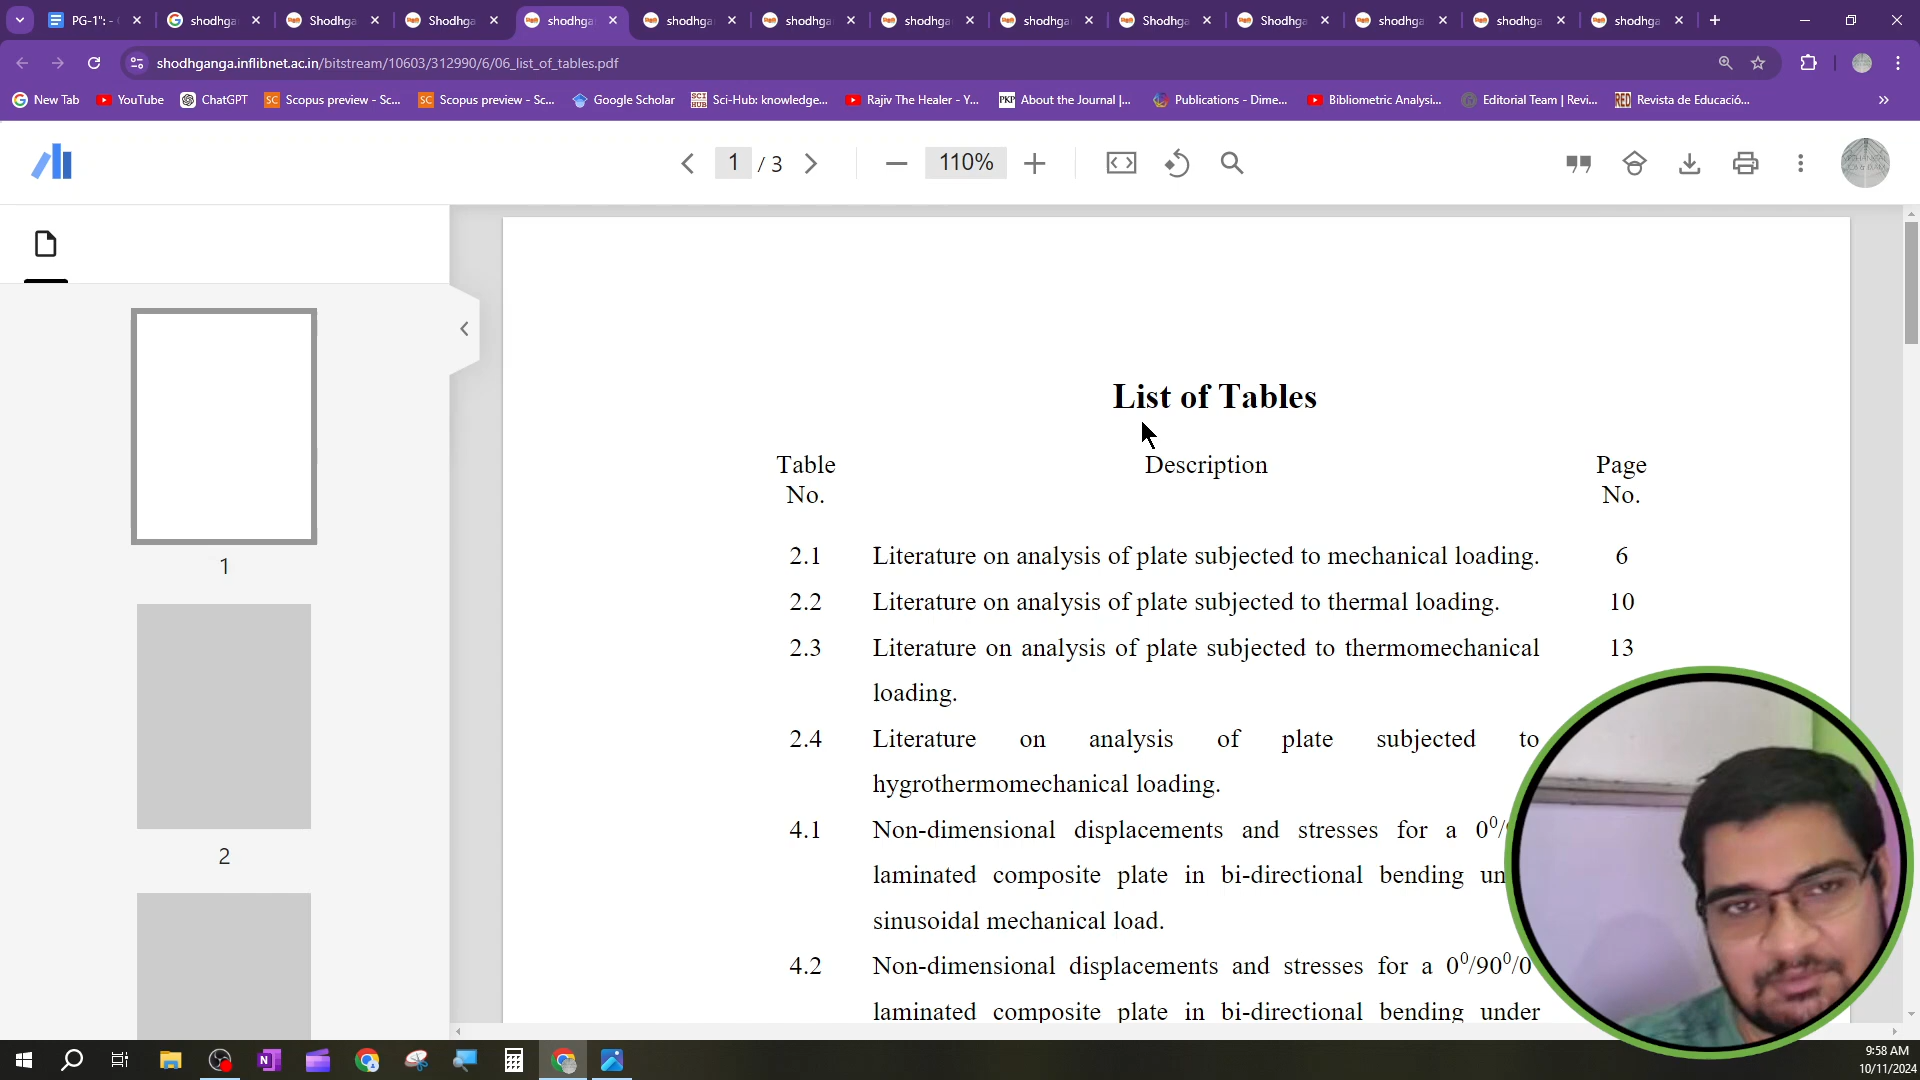 PG-1": -
shodhga
Shodhg
Shodhga
shodhga
shodhga
shodhga
shodhga
shodhga
Shodhga
Shodhga
shodhga
shodhga
shodhga
shodhganga.inflibnet.ac.in/bitstream/10603/312990/6/06_list_of_tables.pdf
New Tab
YouTube
ChatGPT
SC Scopus preview - Sc...
SC Scopus preview - Sc...
Google Scholar
SCI HUB Sci-Hub: knowledge...
Rajiv The Healer - Y...
PKP About the Journal |...
Publications - Dime...
Bibliometric Analysi...
Editorial Team | Revi...
RED Revista de Educació...
1 / 3
110%
1
2
List of Tables
Table No.
Description
Page No.
2.1 Literature on analysis of plate subjected to mechanical loading. 6
2.2 Literature on analysis of plate subjected to thermal loading. 10
2.3 Literature on analysis of plate subjected to thermomechanical 13
loading.
2.4 Literature on analysis of plate subjected to
hygrothermomechanical loading.
4.1 Non-dimensional displacements and stresses for a 0⁰/
laminated composite plate in bi-directional bending un
sinusoidal mechanical load.
4.2 Non-dimensional displacements and stresses for a 0⁰/90⁰/0
laminated composite plate in bi-directional bending under
9:58 AM
10/11/2024